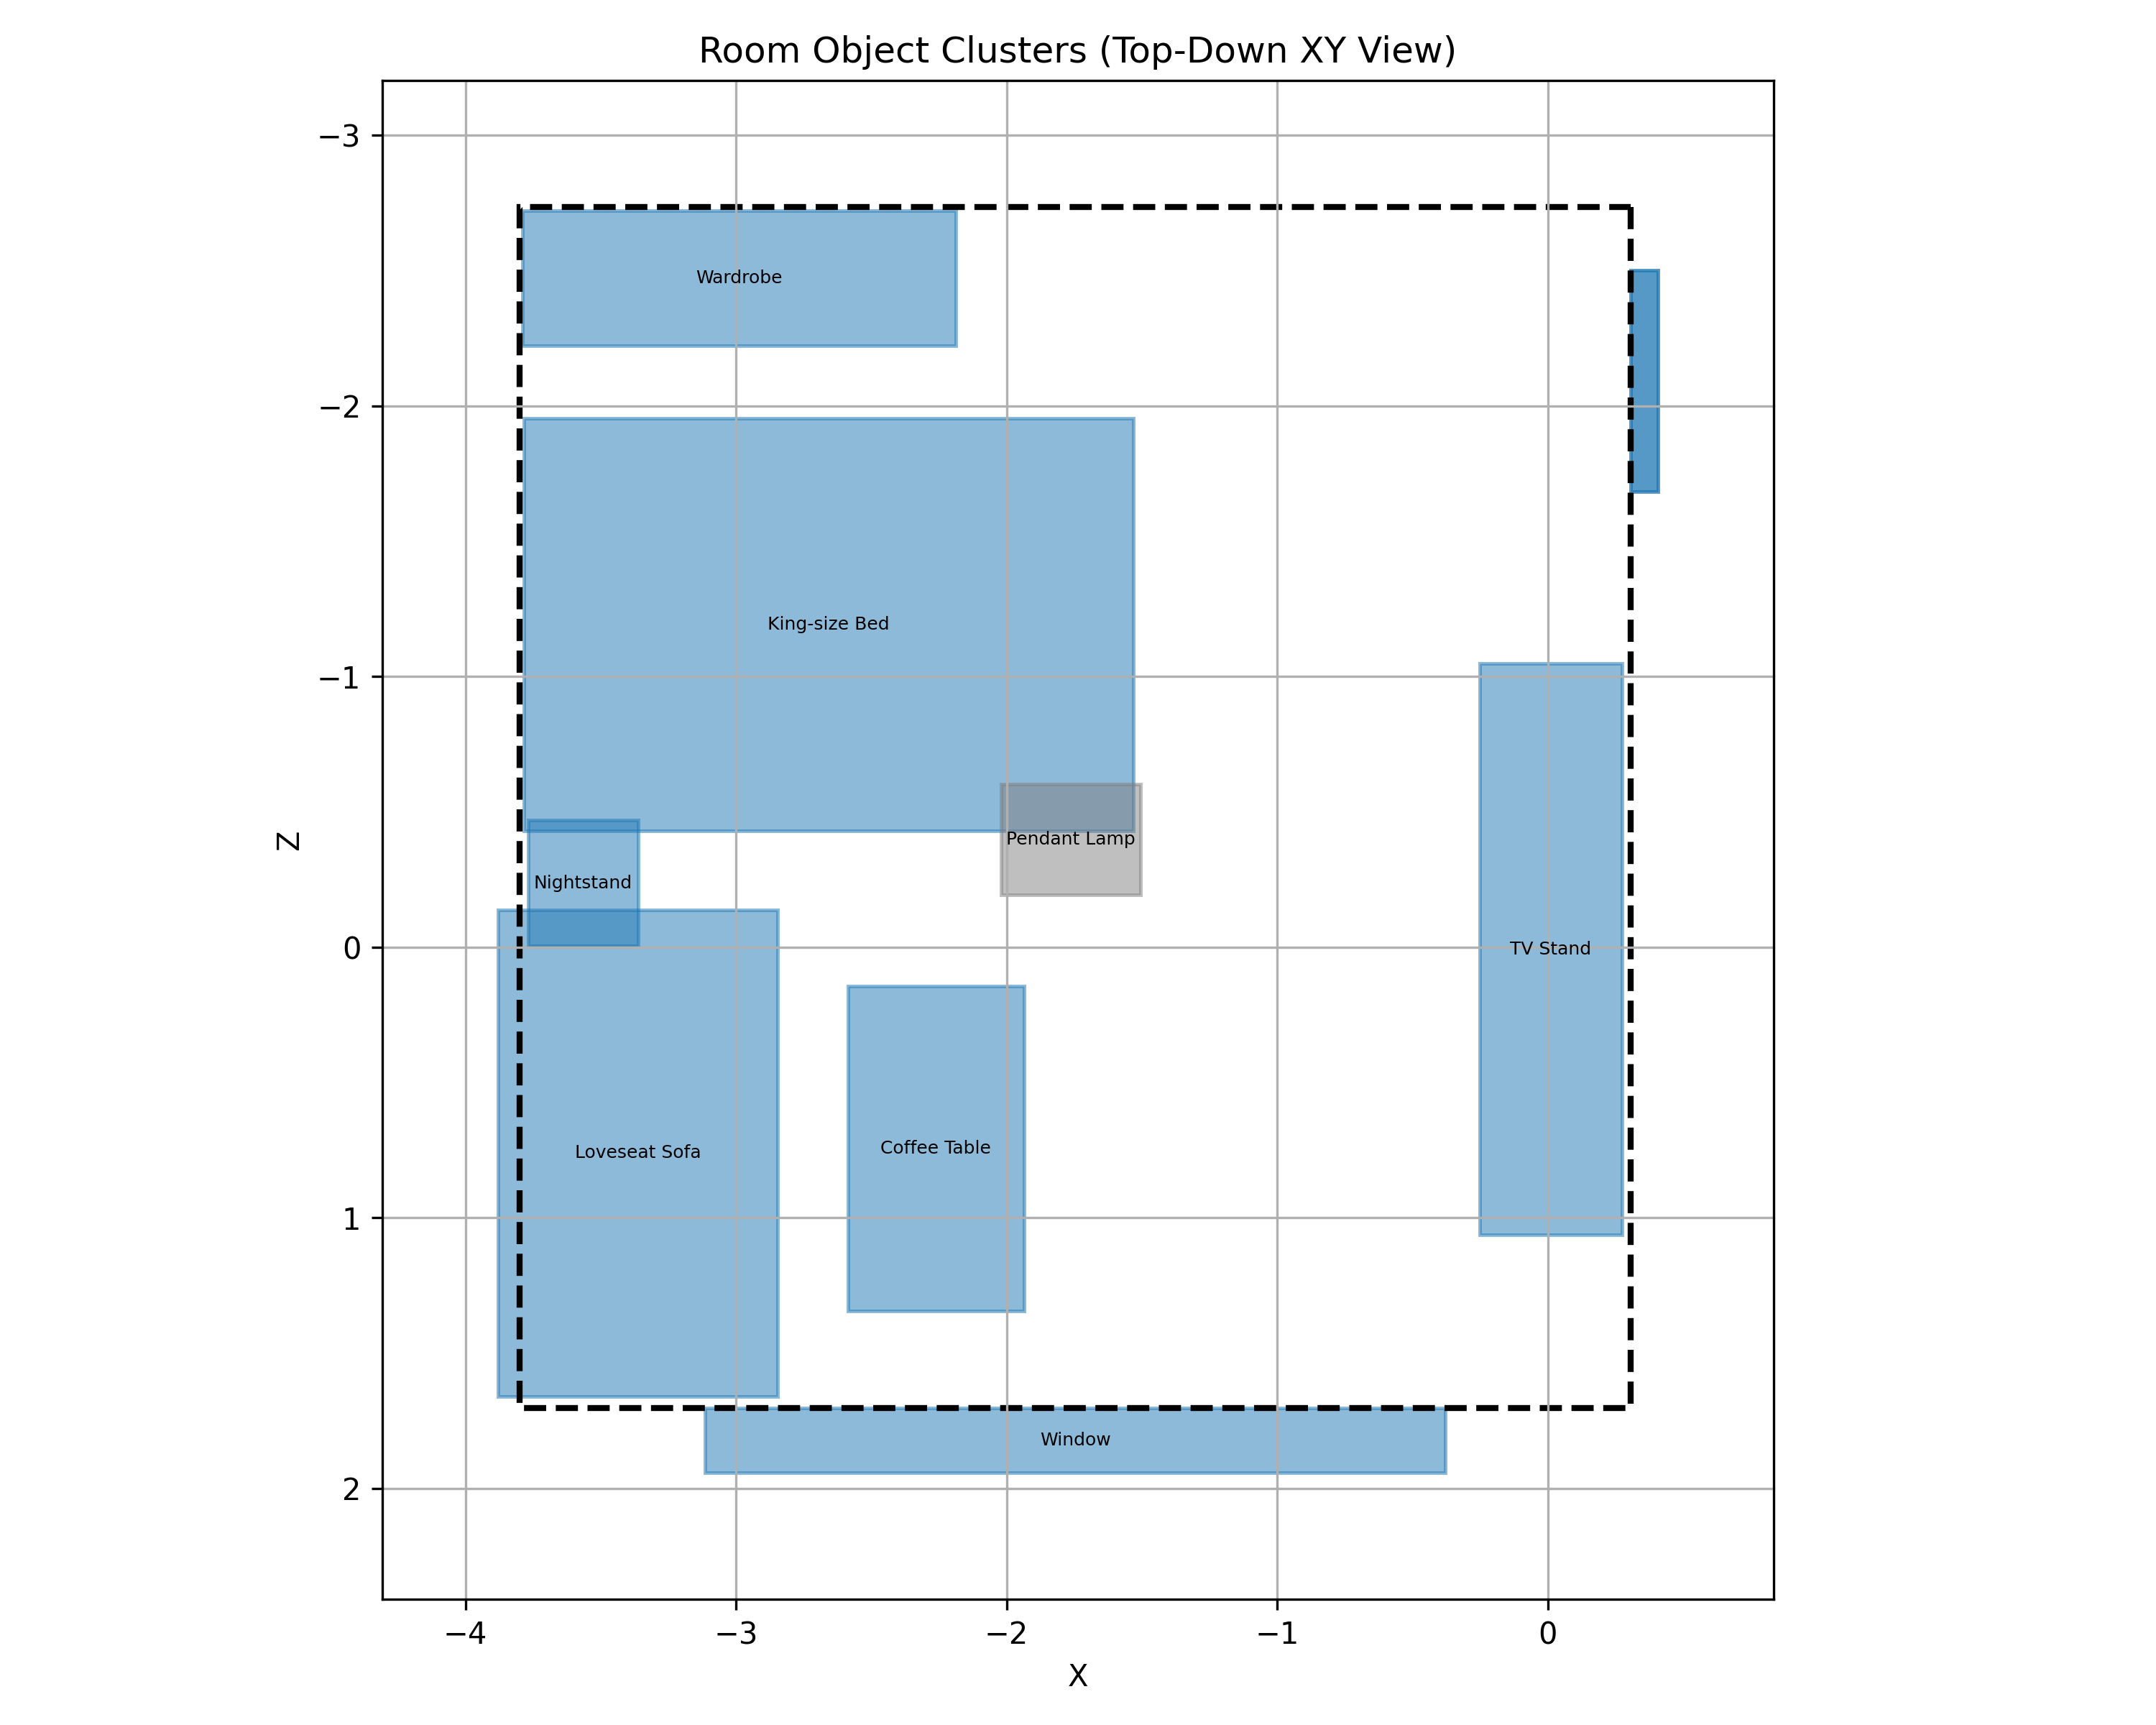 Room Object Clusters (Top-Down XY View)
−3
Wardrobe
−2
King-size Bed
−1
Z
Pendant Lamp
Nightstand
0
TV Stand
Coffee Table
Loveseat Sofa
1
Window
2
−4 −3 −2 −1 0
X